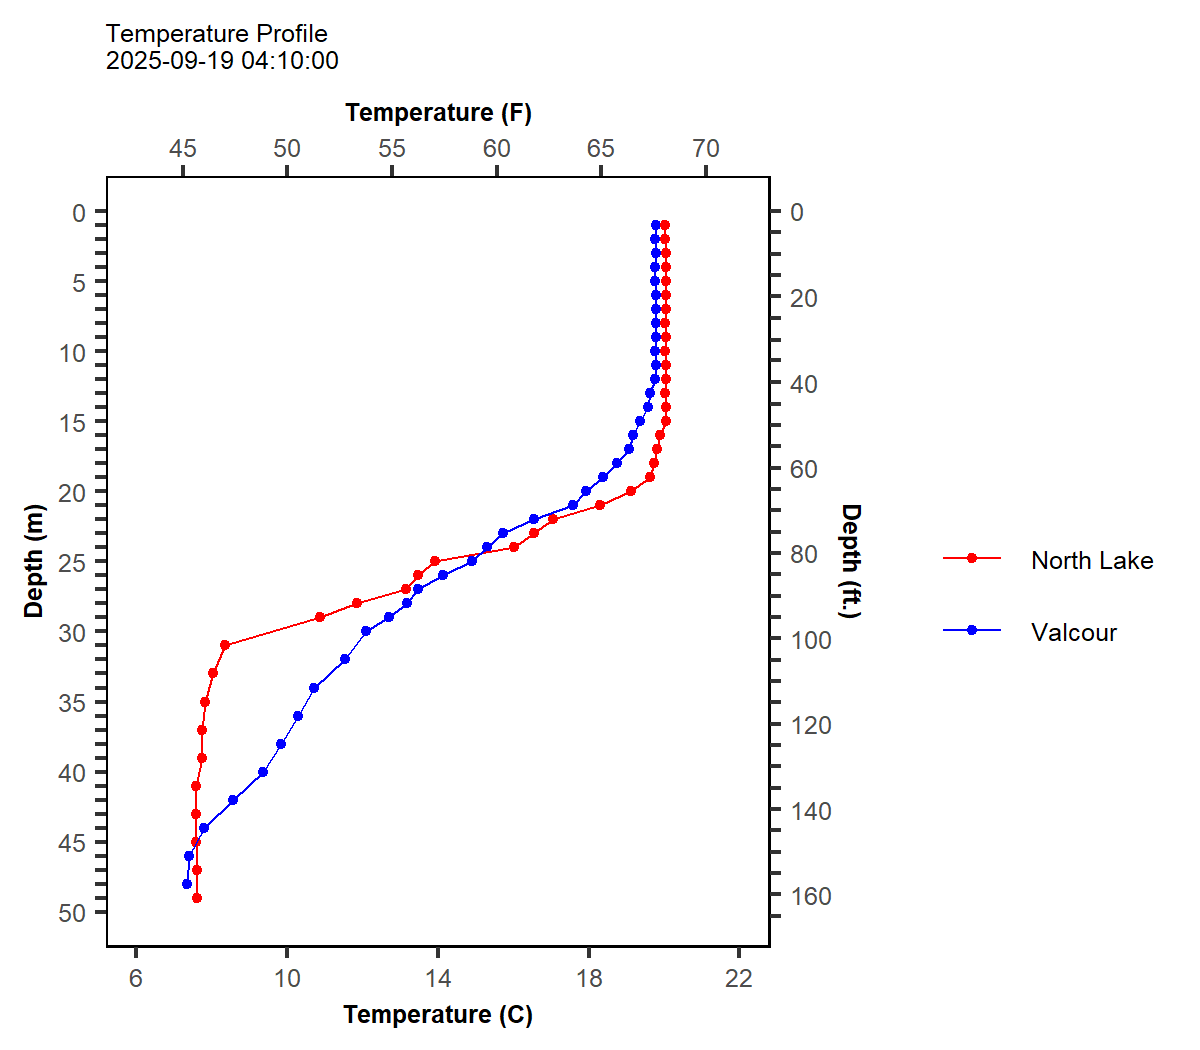 Temperature Profile
2025-09-19 04:10:00
Temperature (F)
45 50 55 60 65 70
0
5
10
15
20
25
30
35
40
45
50
Depth (m)
0
20
40
60
80
100
120
140
160
Depth (ft.)
North Lake
Valcour
6 10 14 18 22
Temperature (C)